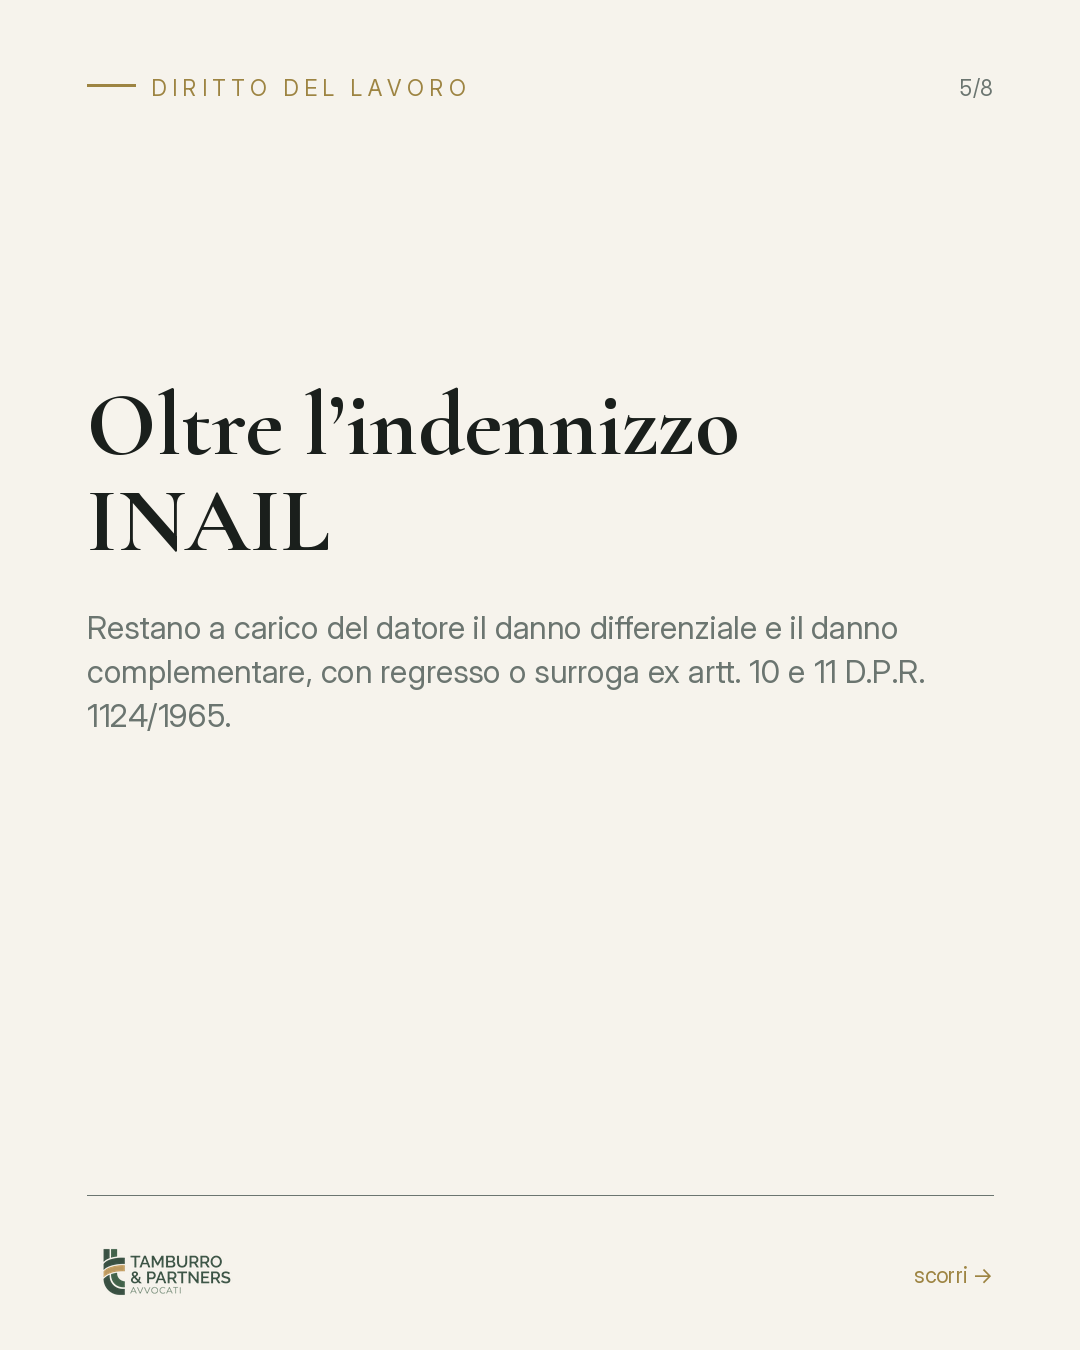 DIRITTO DEL LAVORO
5/8
Oltre l’indennizzo
INAIL
Restano a carico del datore il danno differenziale e il danno
complementare, con regresso o surroga ex artt. 10 e 11 D.P.R.
1124/1965.
TAMBURRO
& PARTNERS
AVVOCATI
scorri →